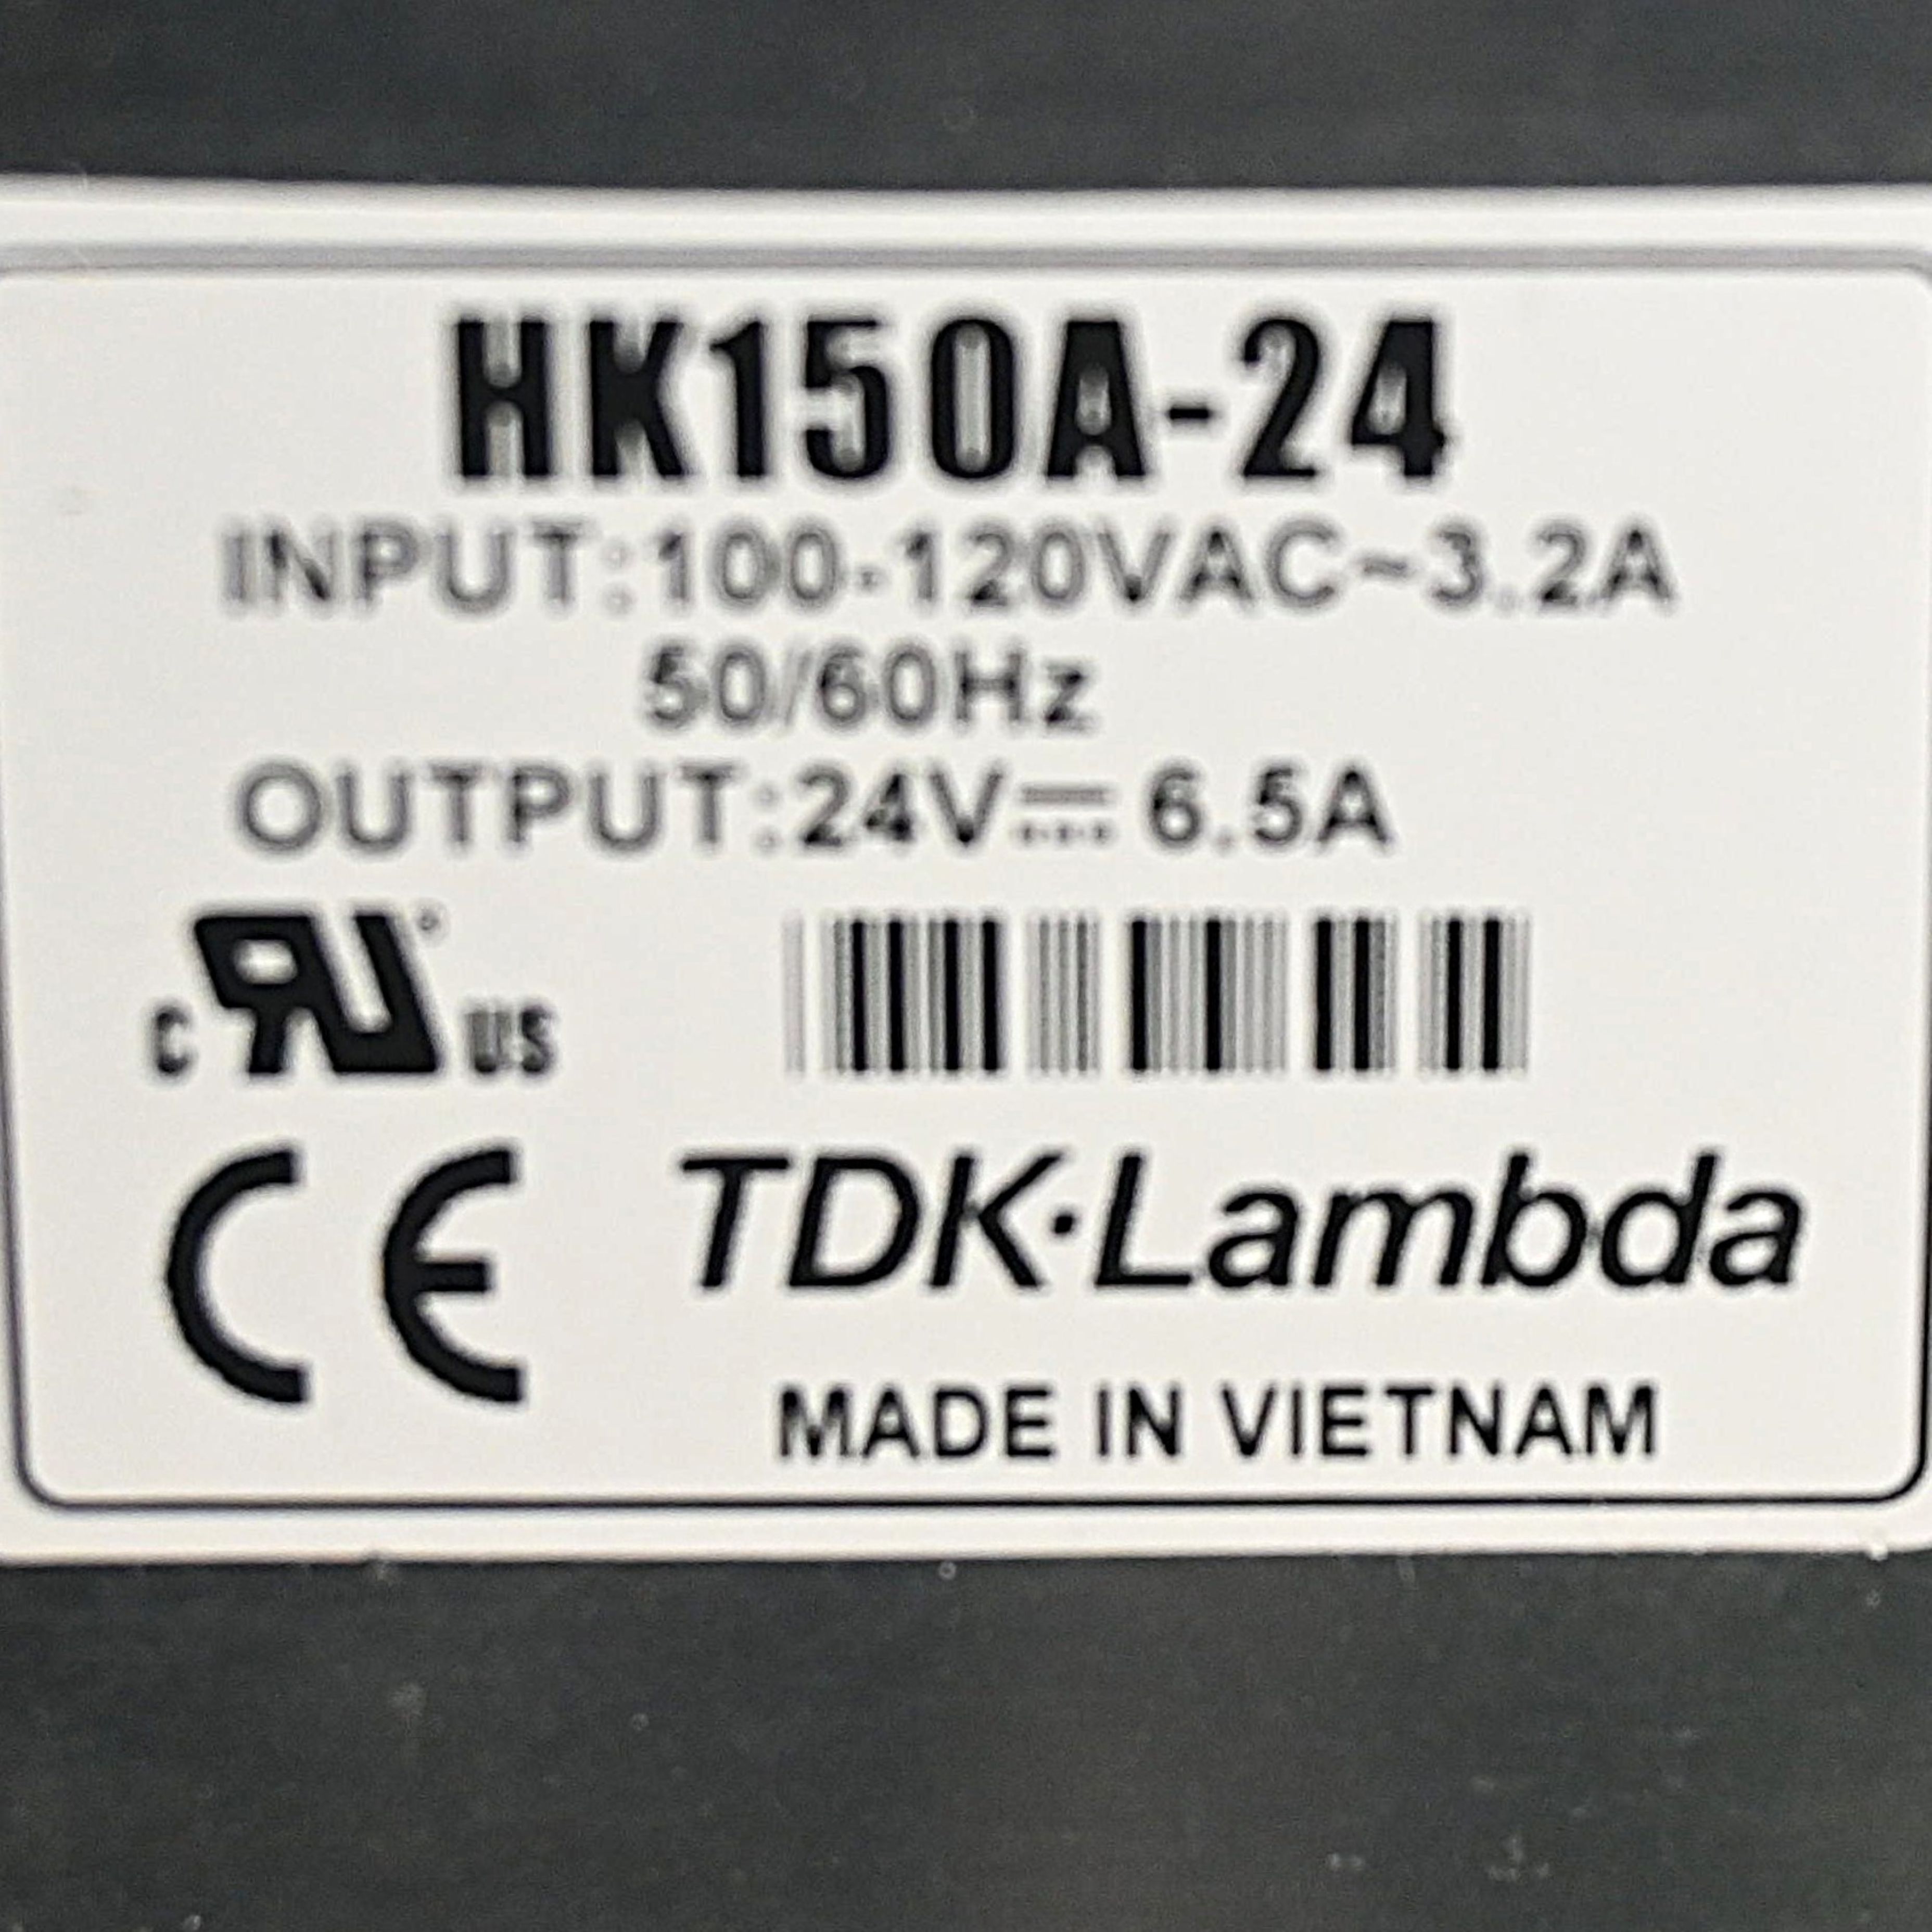 HK150A-24
INPUT:100-120VAC~3.2A
50/60Hz
OUTPUT:24V⎓ 6.5A
c RU® US
CE
TDK·Lambda
MADE IN VIETNAM